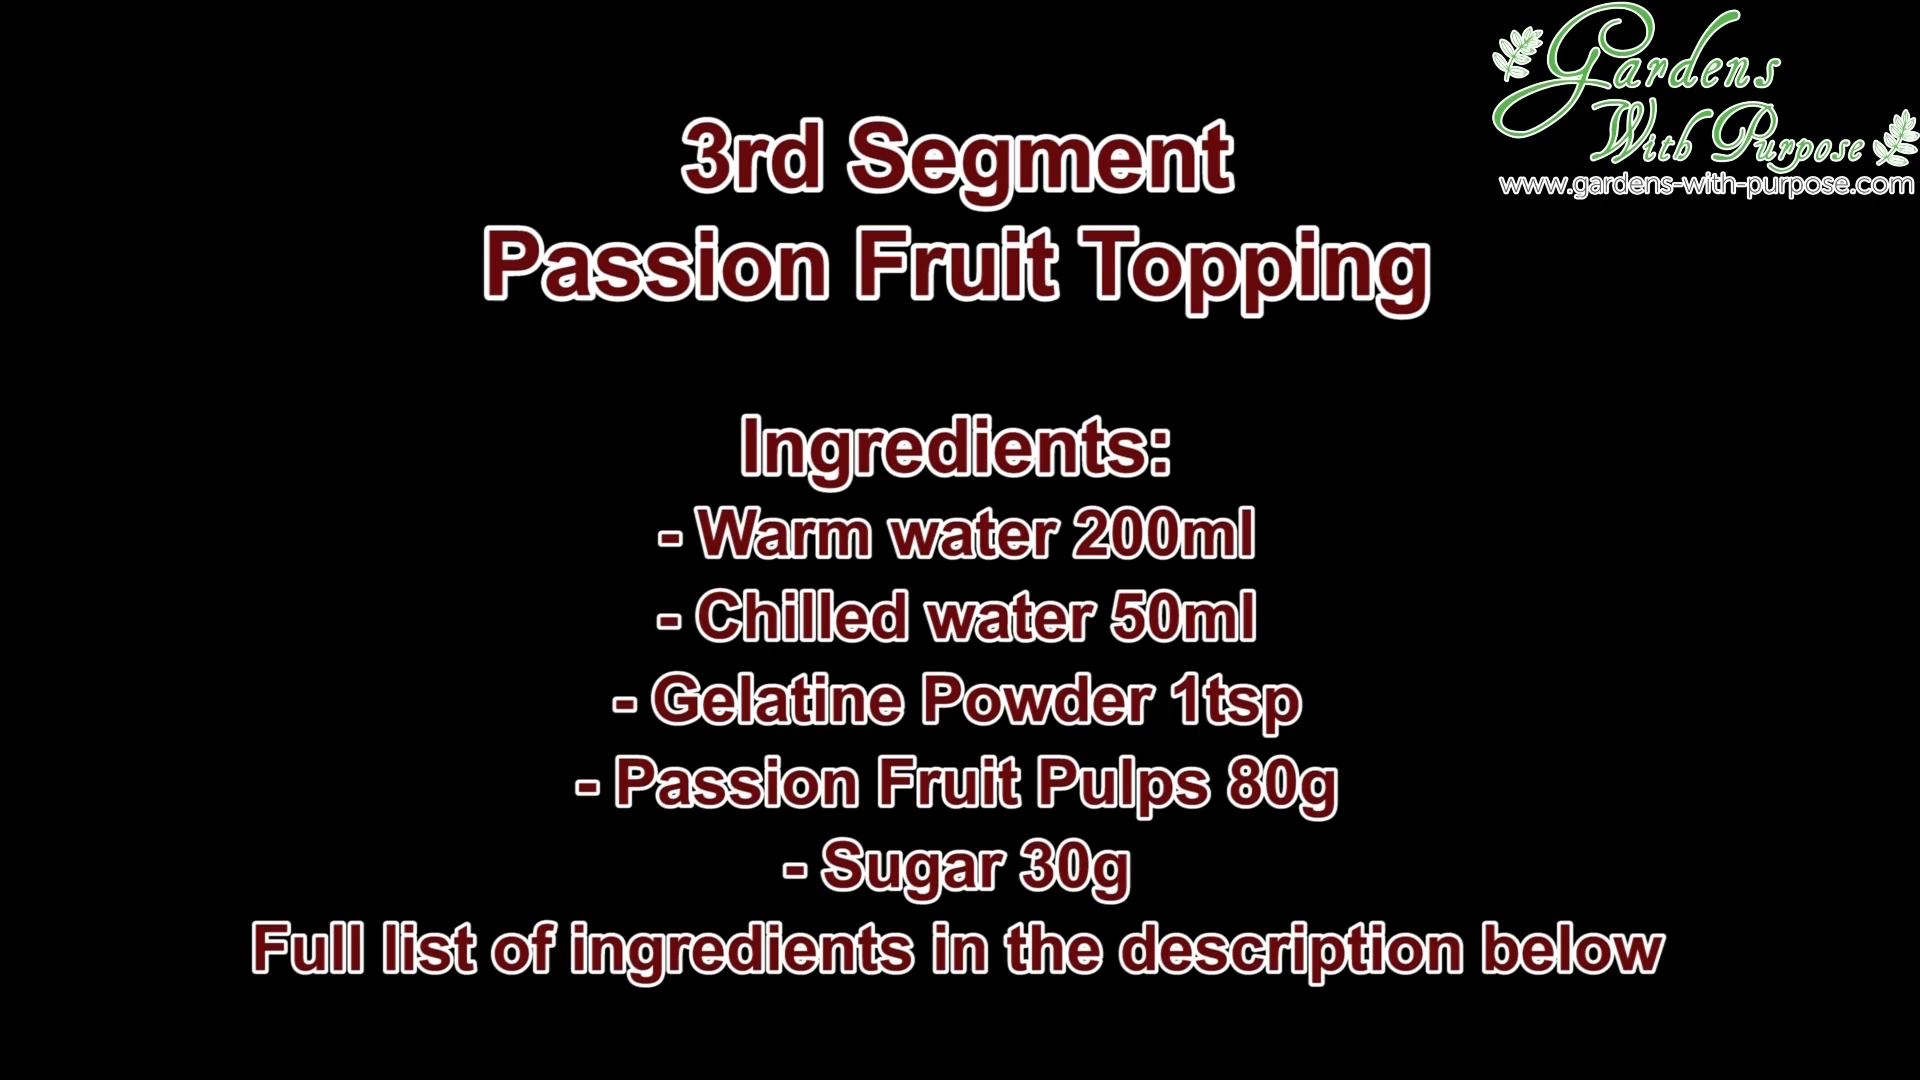 Gardens
With Purpose
www.gardens-with-purpose.com
3rd Segment
Passion Fruit Topping
Ingredients:
- Warm water 200ml
- Chilled water 50ml
- Gelatine Powder 1tsp
- Passion Fruit Pulps 80g
- Sugar 30g
Full list of ingredients in the description below